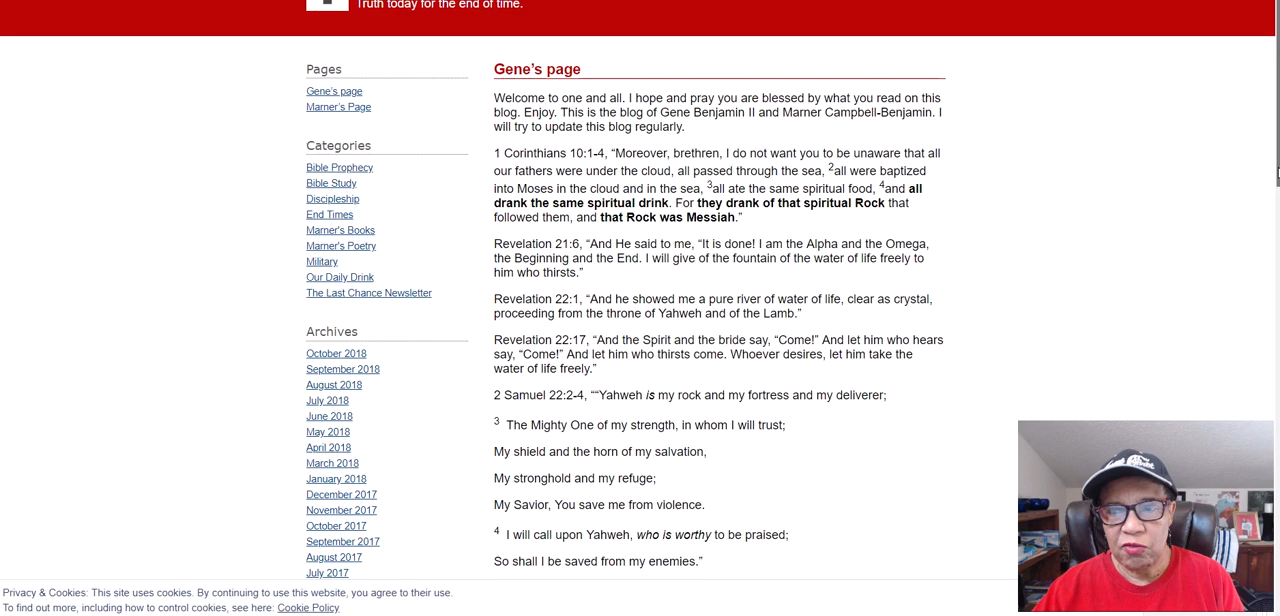 Truth today for the end of time.
Pages
Gene's page
Marner's Page
Categories
Bible Prophecy
Bible Study
Discipleship
End Times
Marner's Books
Marner's Poetry
Military
Our Daily Drink
The Last Chance Newsletter
Archives
October 2018
September 2018
August 2018
July 2018
June 2018
May 2018
April 2018
March 2018
January 2018
December 2017
November 2017
October 2017
September 2017
August 2017
July 2017
Gene’s page
Welcome to one and all. I hope and pray you are blessed by what you read on this
blog. Enjoy. This is the blog of Gene Benjamin II and Marner Campbell-Benjamin. I
will try to update this blog regularly.
1 Corinthians 10:1-4, “Moreover, brethren, I do not want you to be unaware that all
our fathers were under the cloud, all passed through the sea, 2all were baptized
into Moses in the cloud and in the sea, 3all ate the same spiritual food, 4and all
drank the same spiritual drink. For they drank of that spiritual Rock that
followed them, and that Rock was Messiah.”
Revelation 21:6, “And He said to me, “It is done! I am the Alpha and the Omega,
the Beginning and the End. I will give of the fountain of the water of life freely to
him who thirsts.”
Revelation 22:1, “And he showed me a pure river of water of life, clear as crystal,
proceeding from the throne of Yahweh and of the Lamb.”
Revelation 22:17, “And the Spirit and the bride say, “Come!” And let him who hears
say, “Come!” And let him who thirsts come. Whoever desires, let him take the
water of life freely.”
2 Samuel 22:2-4, ““Yahweh is my rock and my fortress and my deliverer;
3 The Mighty One of my strength, in whom I will trust;
My shield and the horn of my salvation,
My stronghold and my refuge;
My Savior, You save me from violence.
4 I will call upon Yahweh, who is worthy to be praised;
So shall I be saved from my enemies.”
Privacy & Cookies: This site uses cookies. By continuing to use this website, you agree to their use.
To find out more, including how to control cookies, see here: Cookie Policy